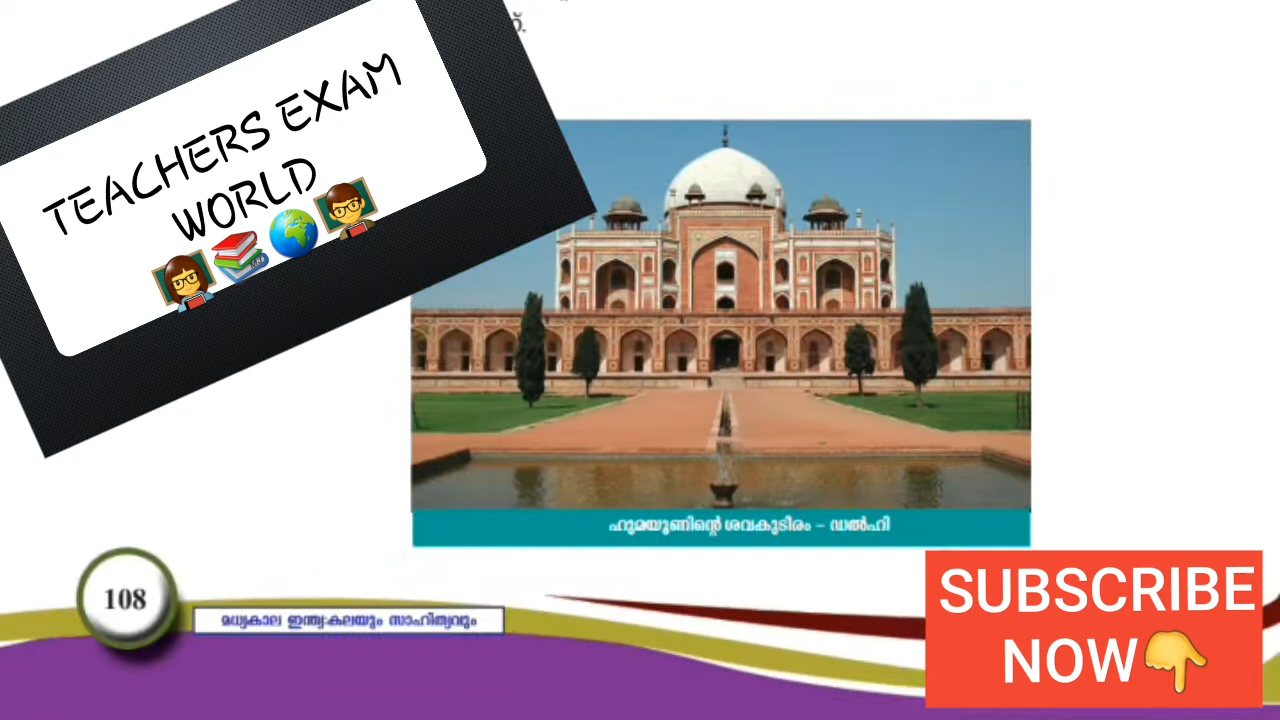 TEACHERS EXAM
WORLD
ഹുമയൂണിന്റെ ശവകുടീരം – ഡൽഹി
108
മധ്യകാല ഇന്ത്യ:കലയും സാഹിത്യവും
SUBSCRIBE
NOW